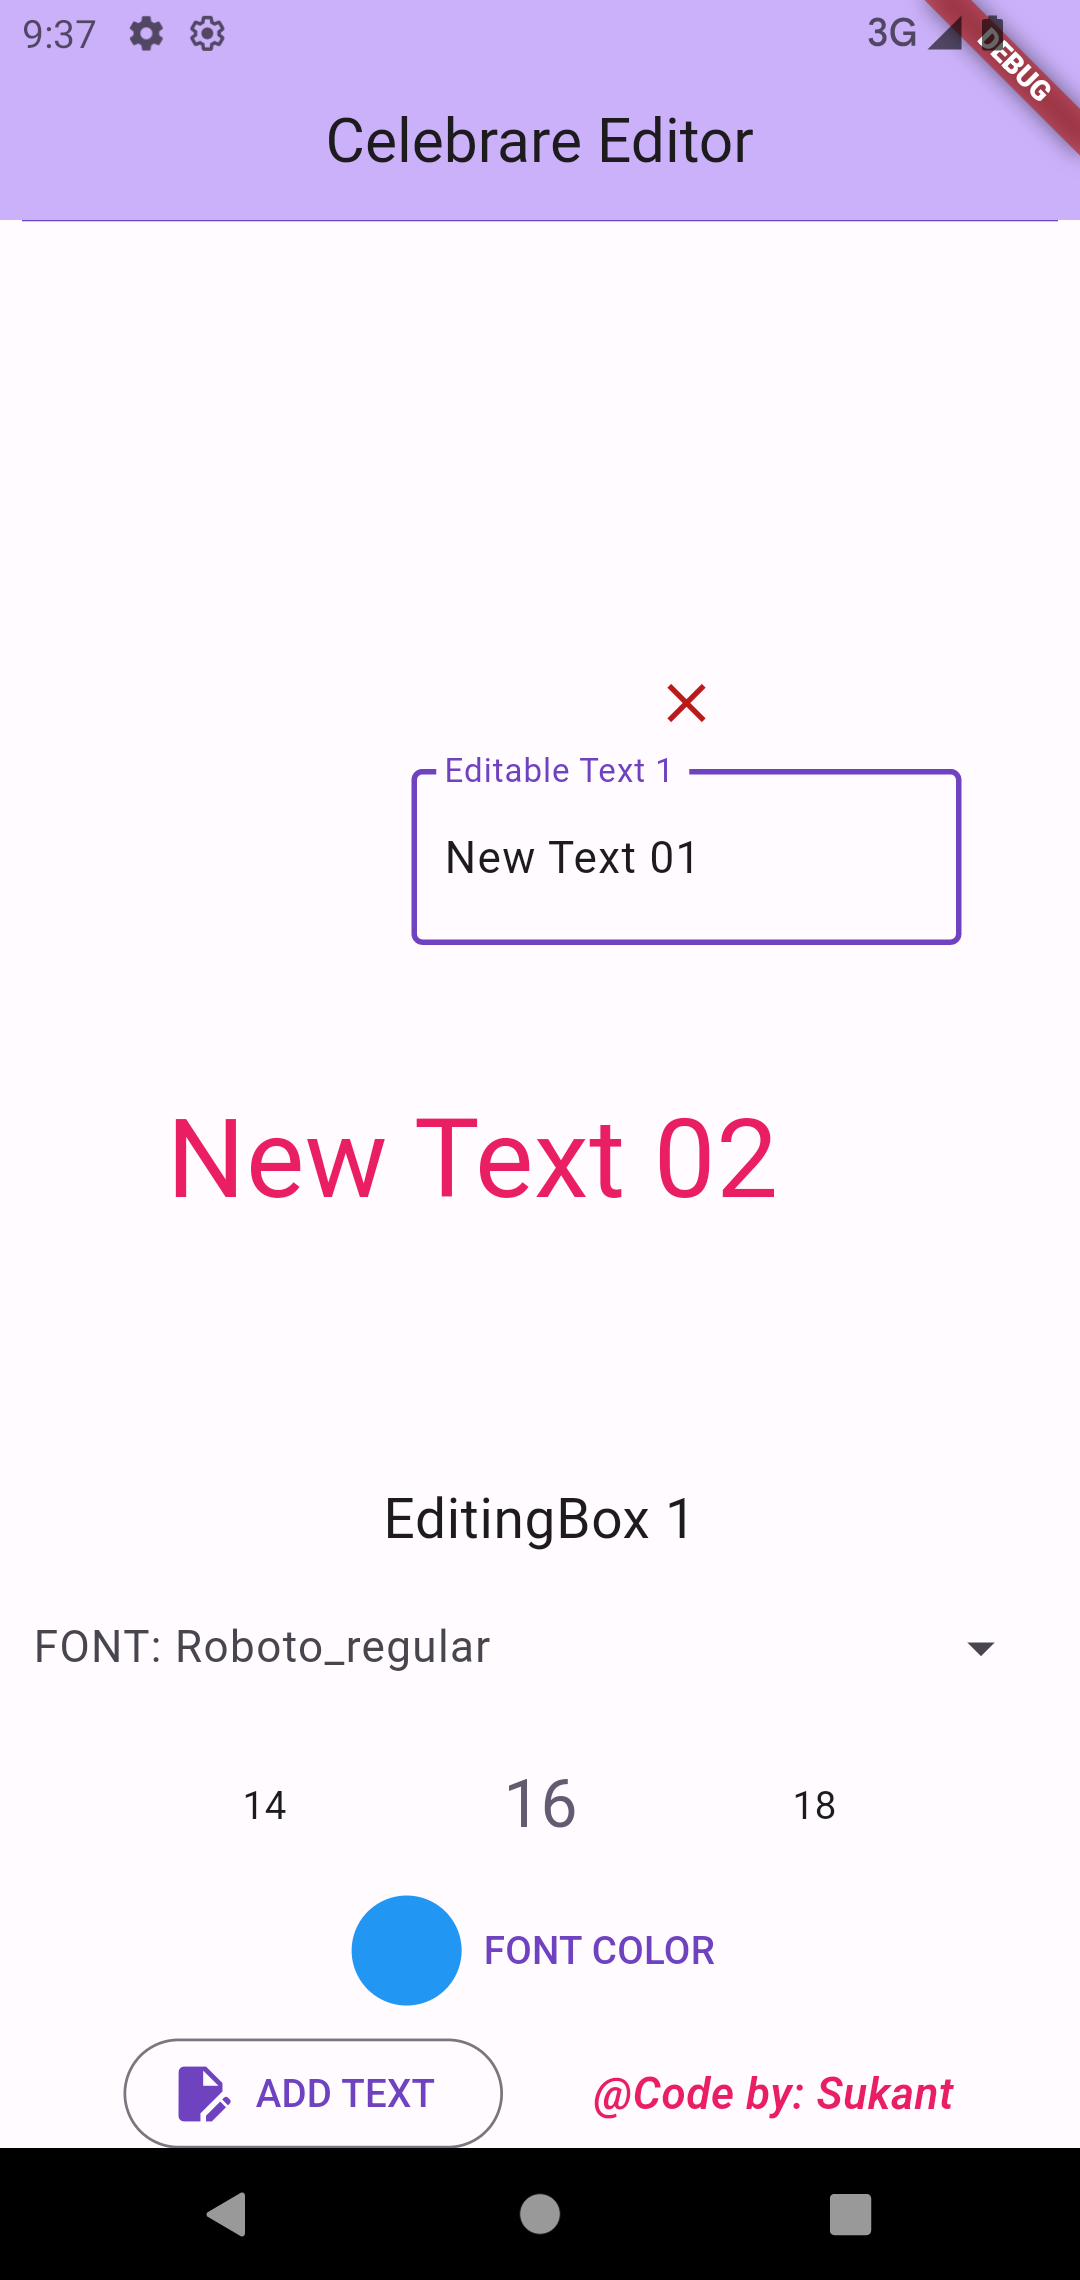 9:37 3G
DEBUG
Celebrare Editor
Editable Text 1
New Text 01
New Text 02
EditingBox 1
FONT: Roboto_regular
14 16 18
FONT COLOR
ADD TEXT @Code by: Sukant